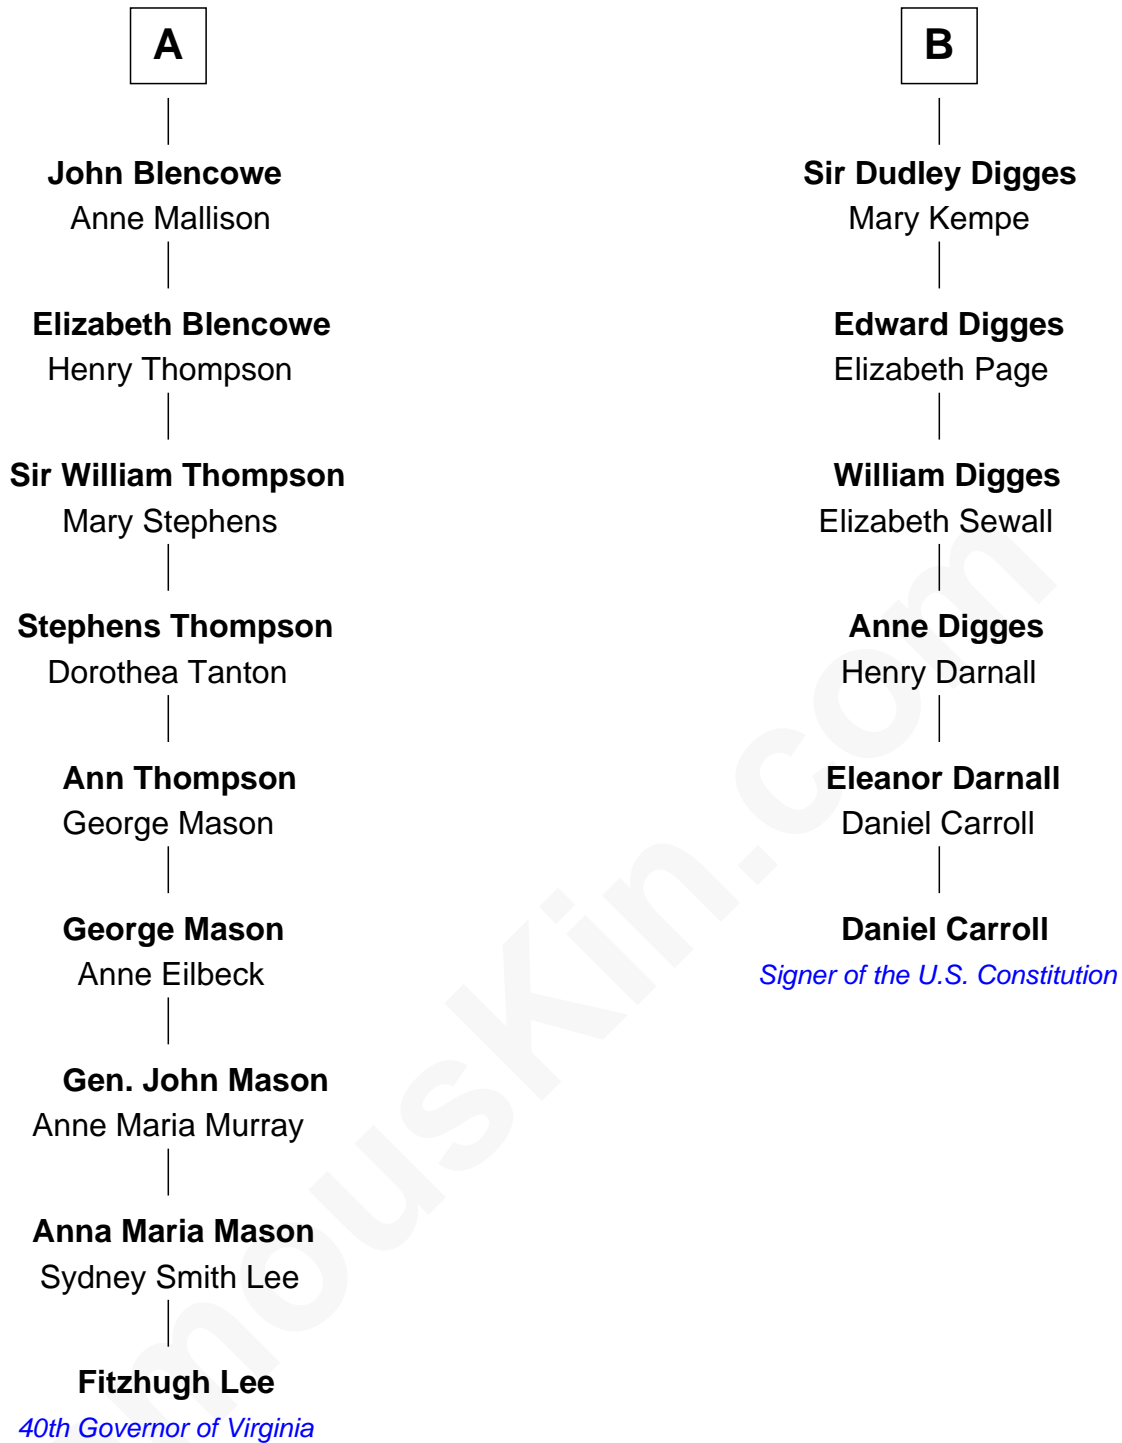 A
John Blencowe
Anne Mallison
Elizabeth Blencowe
Henry Thompson
Sir William Thompson
Mary Stephens
Stephens Thompson
Dorothea Tanton
Ann Thompson
George Mason
George Mason
Anne Eilbeck
Gen. John Mason
Anne Maria Murray
Anna Maria Mason
Sydney Smith Lee
Fitzhugh Lee
40th Governor of Virginia
B
Sir Dudley Digges
Mary Kempe
Edward Digges
Elizabeth Page
William Digges
Elizabeth Sewall
Anne Digges
Henry Darnall
Eleanor Darnall
Daniel Carroll
Daniel Carroll
Signer of the U.S. Constitution
mouskin.com